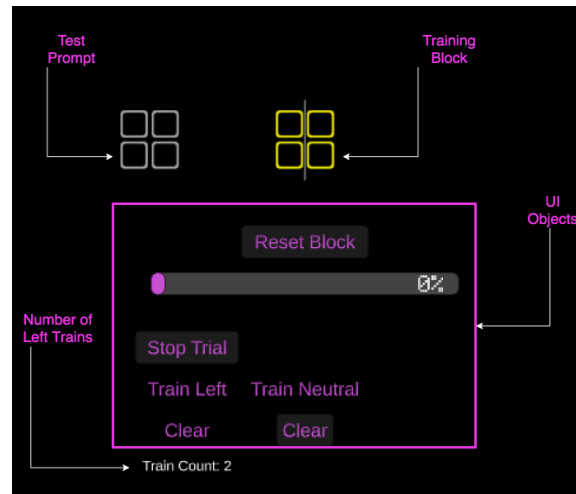 Test
Prompt
Training
Block
UI
Objects
Reset Block
0%
Number of
Left Trains
Stop Trial
Train Left Train Neutral
Clear Clear
Train Count: 2